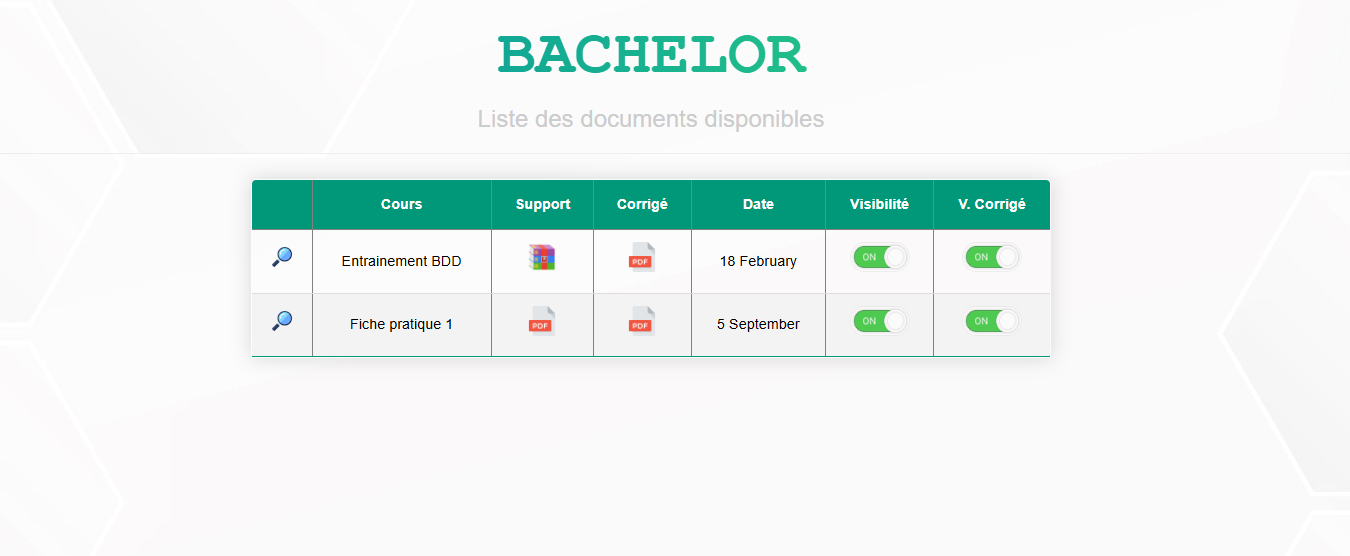 BACHELOR
Liste des documents disponibles
Cours Support Corrigé Date Visibilité V. Corrigé
Entrainement BDD PDF 18 February ON ON
Fiche pratique 1 PDF PDF 5 September ON ON